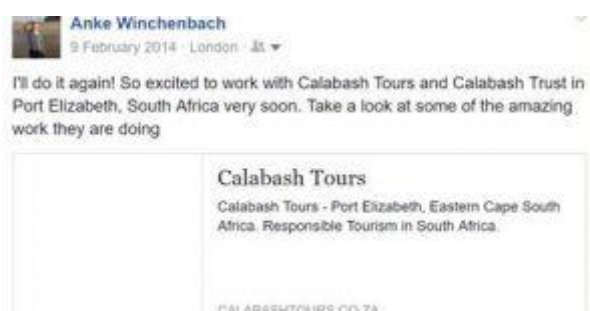 Anke Winchenbach
9 February 2014 · London ·
I'll do it again! So excited to work with Calabash Tours and Calabash Trust in
Port Elizabeth, South Africa very soon. Take a look at some of the amazing
work they are doing
Calabash Tours
Calabash Tours - Port Elizabeth, Eastern Cape South
Africa. Responsible Tourism in South Africa.
CALABASHTOURS.CO.ZA